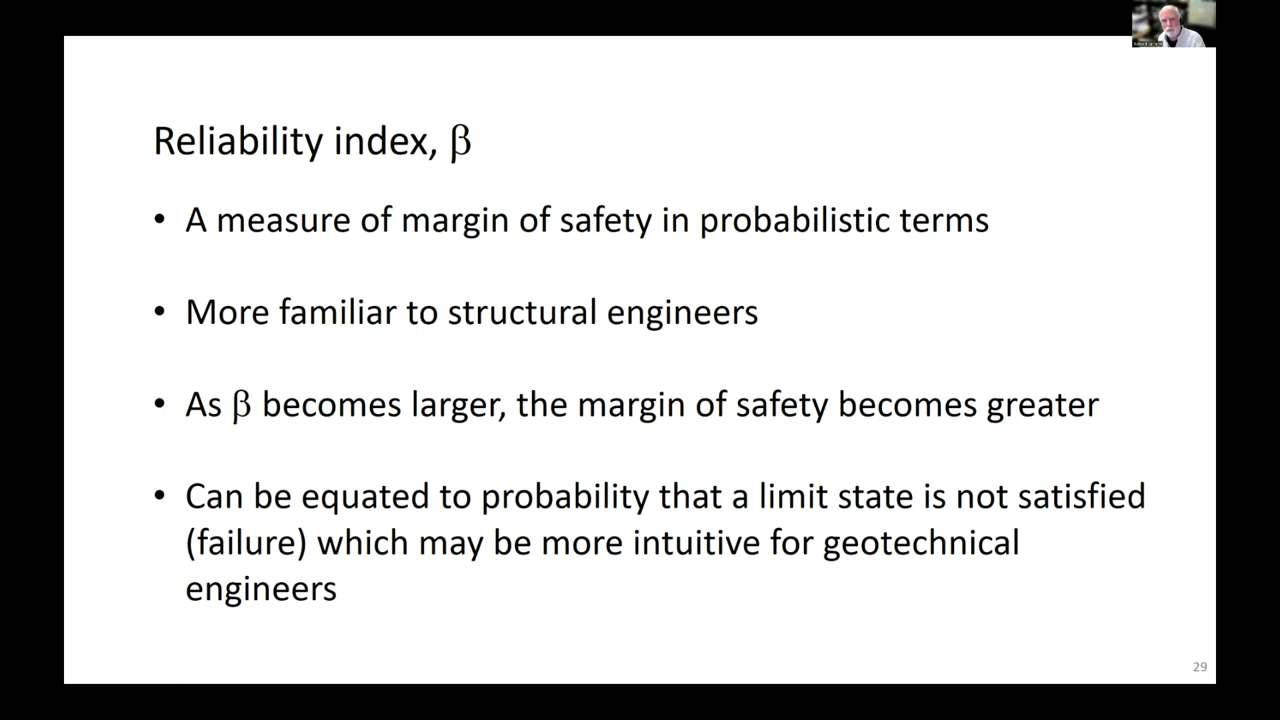 Reliability index, β
• A measure of margin of safety in probabilistic terms
• More familiar to structural engineers
• As β becomes larger, the margin of safety becomes greater
• Can be equated to probability that a limit state is not satisfied
(failure) which may be more intuitive for geotechnical
engineers
29